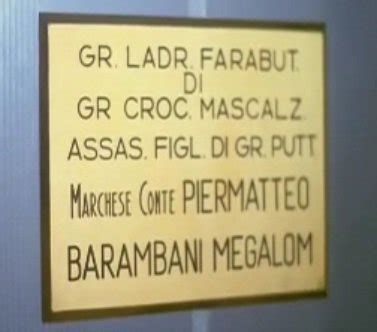 GR. LADR. FARABUT.
DI
GR CROC. MASCALZ.
ASSAS. FIGL. DI GR. PUTT
MARCHESE CONTE PIERMATTEO
BARAMBANI MEGALOM